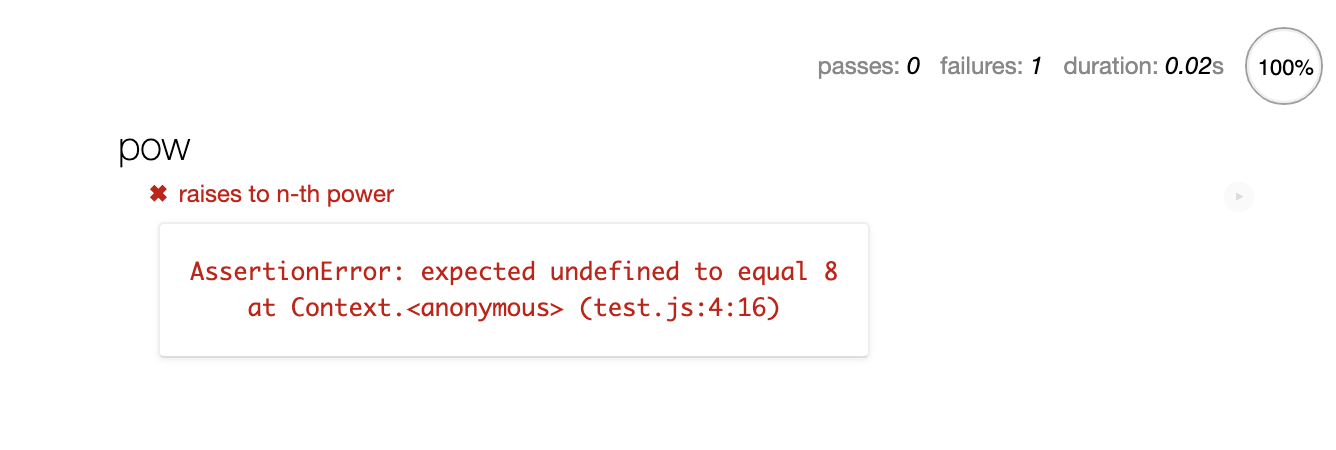 passes: 0 failures: 1 duration: 0.02s 100%
pow
✖ raises to n-th power
AssertionError: expected undefined to equal 8
at Context.<anonymous> (test.js:4:16)